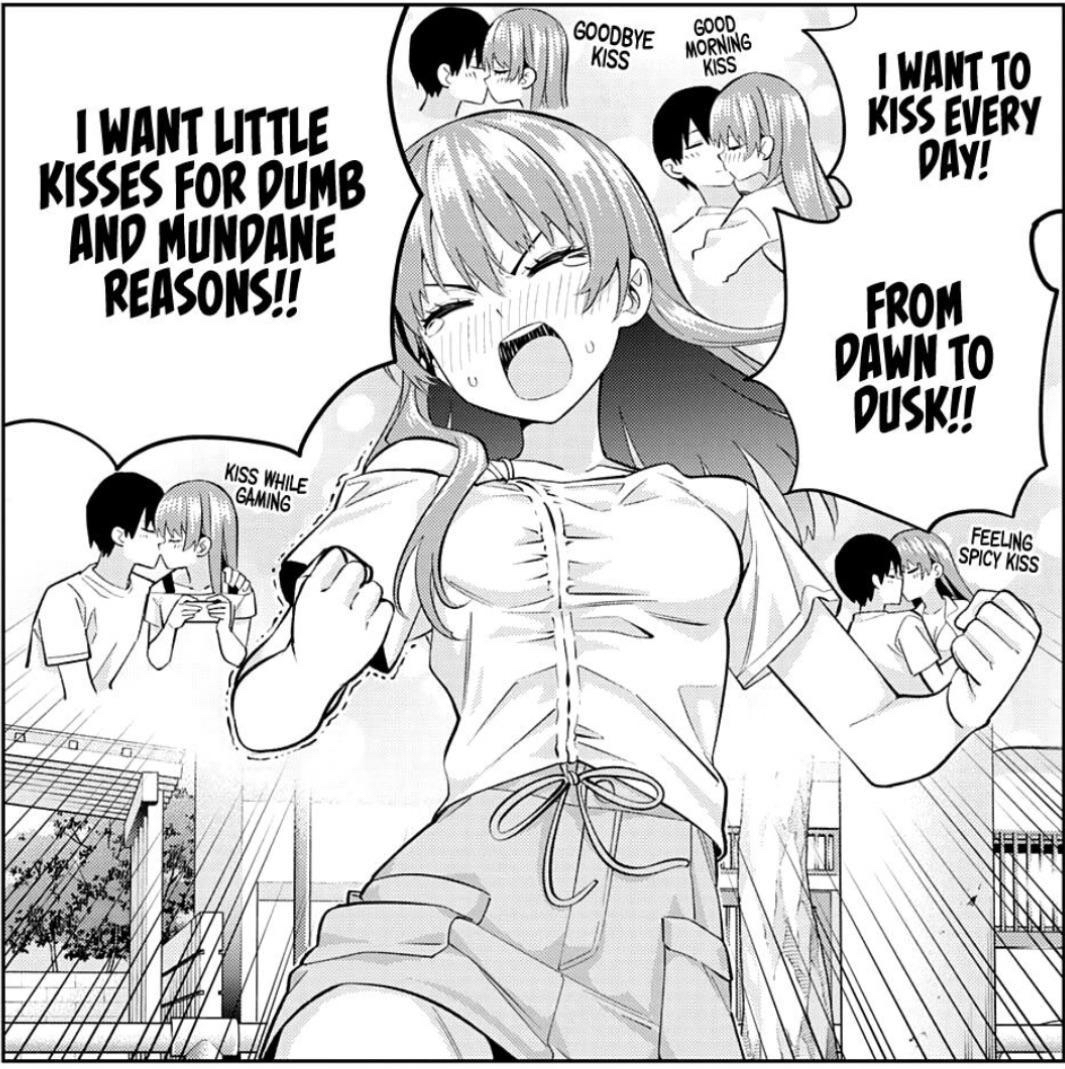 I WANT TO
KISS EVERY
DAY!
FROM
DAWN TO
DUSK!!
GOOD
MORNING
KISS
GOODBYE
KISS
FEELING
SPICY KISS
I WANT LITTLE
KISSES FOR DUMB
AND MUNDANE
REASONS!!
KISS WHILE
GAMING